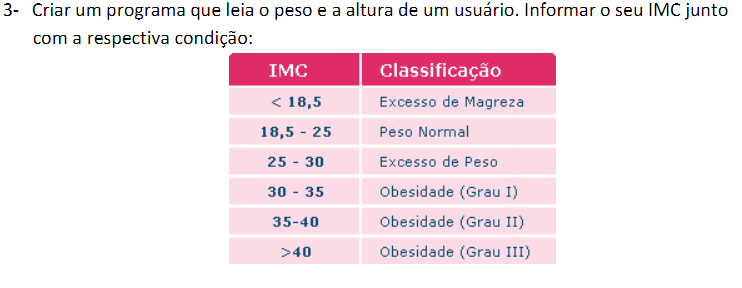 3- Criar um programa que leia o peso e a altura de um usuário. Informar o seu IMC junto
com a respectiva condição:
IMC Classificação
< 18,5 Excesso de Magreza
18,5 - 25 Peso Normal
25 - 30 Excesso de Peso
30 - 35 Obesidade (Grau I)
35-40 Obesidade (Grau II)
>40 Obesidade (Grau III)